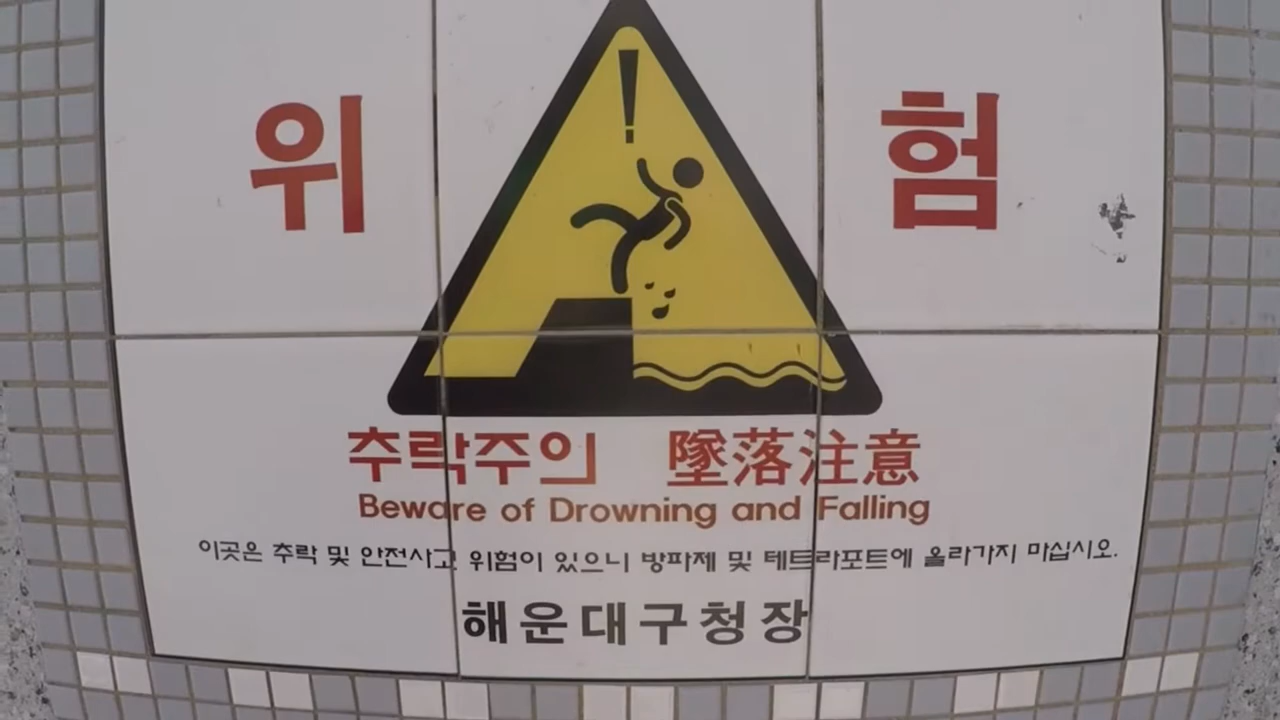 위험
추락주의 墜落注意
Beware of Drowning and Falling
이곳은 추락 및 안전사고 위험이 있으니 방파제 및 테트라포트에 올라가지 마십시오.
해운대구청장